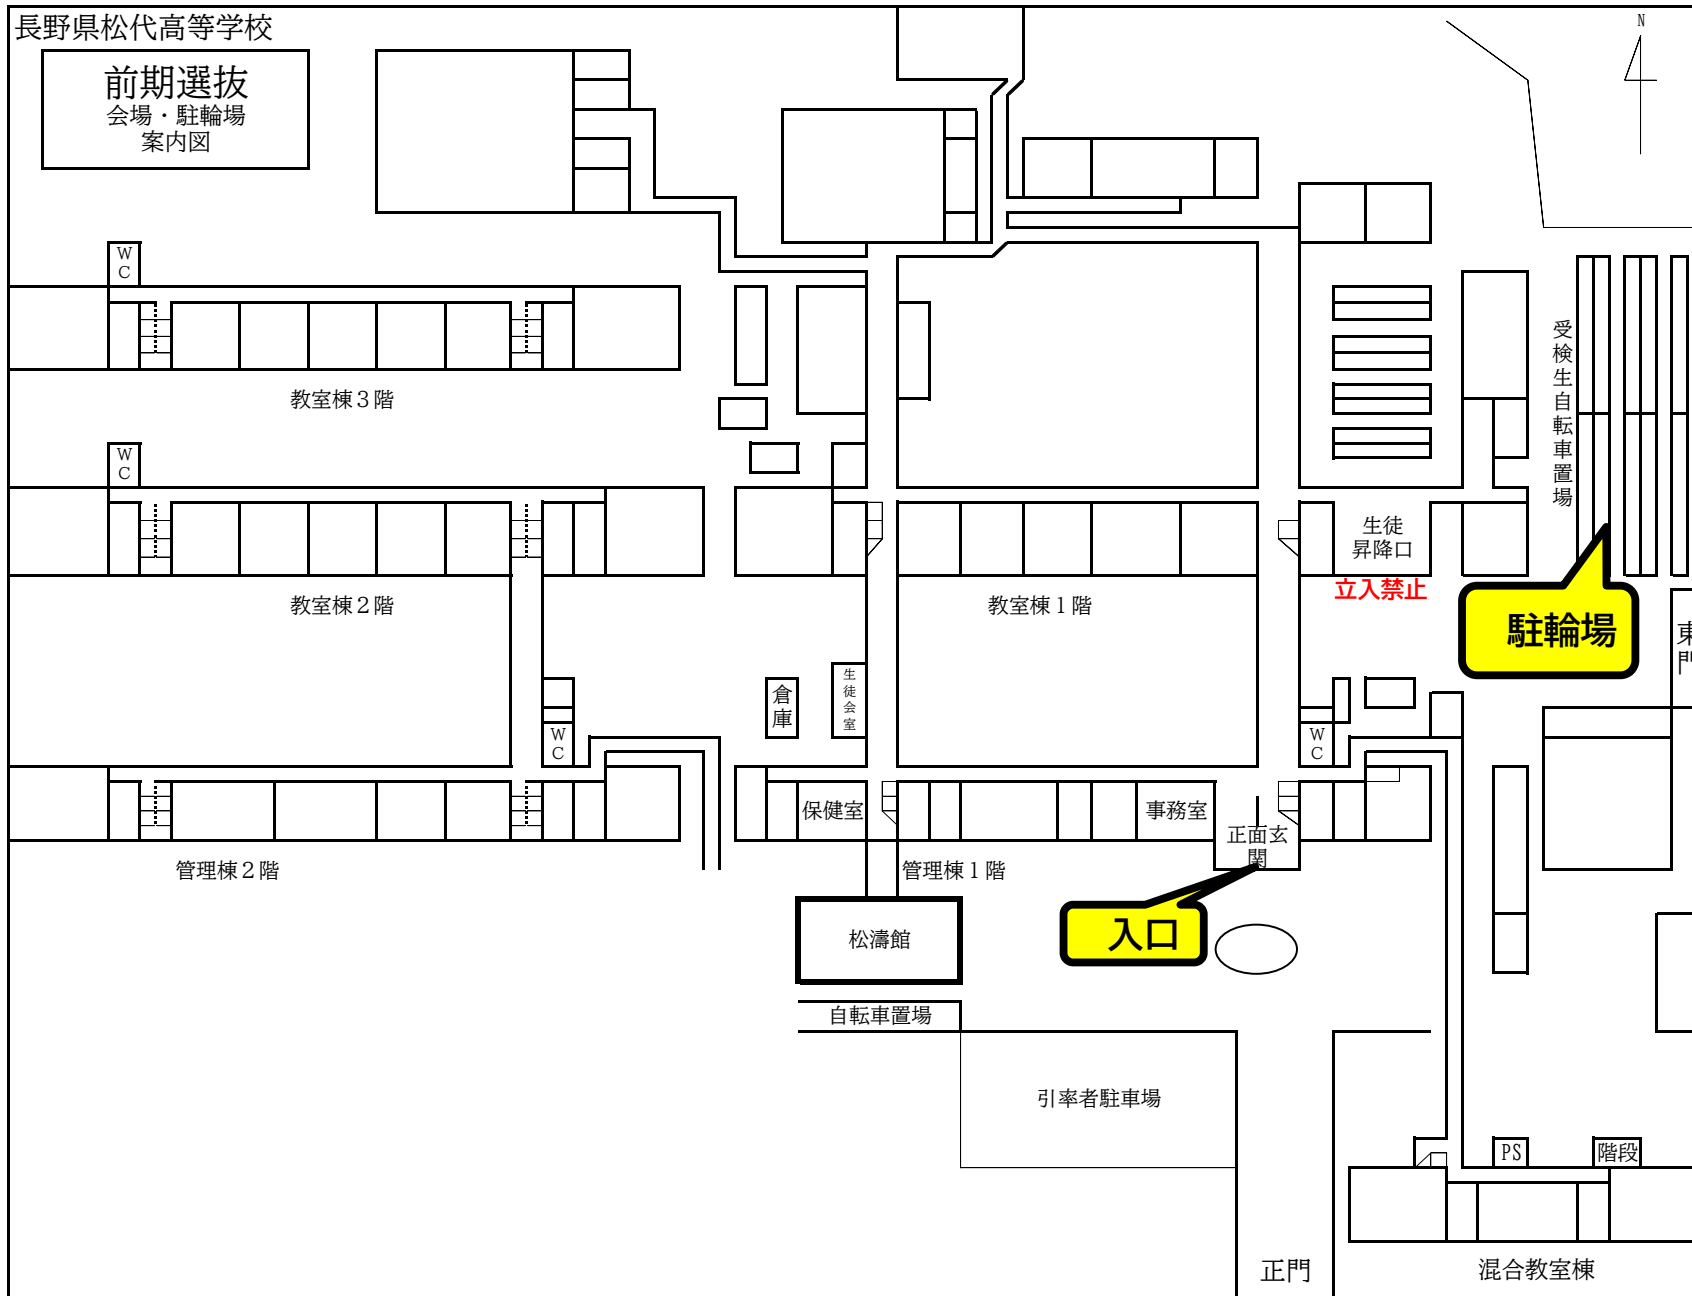 長野県松代高等学校
前期選抜
会場・駐輪場
案内図
N
WC
受検生自転車置場
教室棟３階
WC
生徒
昇降口
立入禁止
教室棟２階
教室棟１階
駐輪場
東門
倉庫
生徒会室
WC
WC
保健室
事務室
正面玄
関
管理棟２階
管理棟１階
入口
松濤館
自転車置場
引率者駐車場
PS
階段
正門
混合教室棟